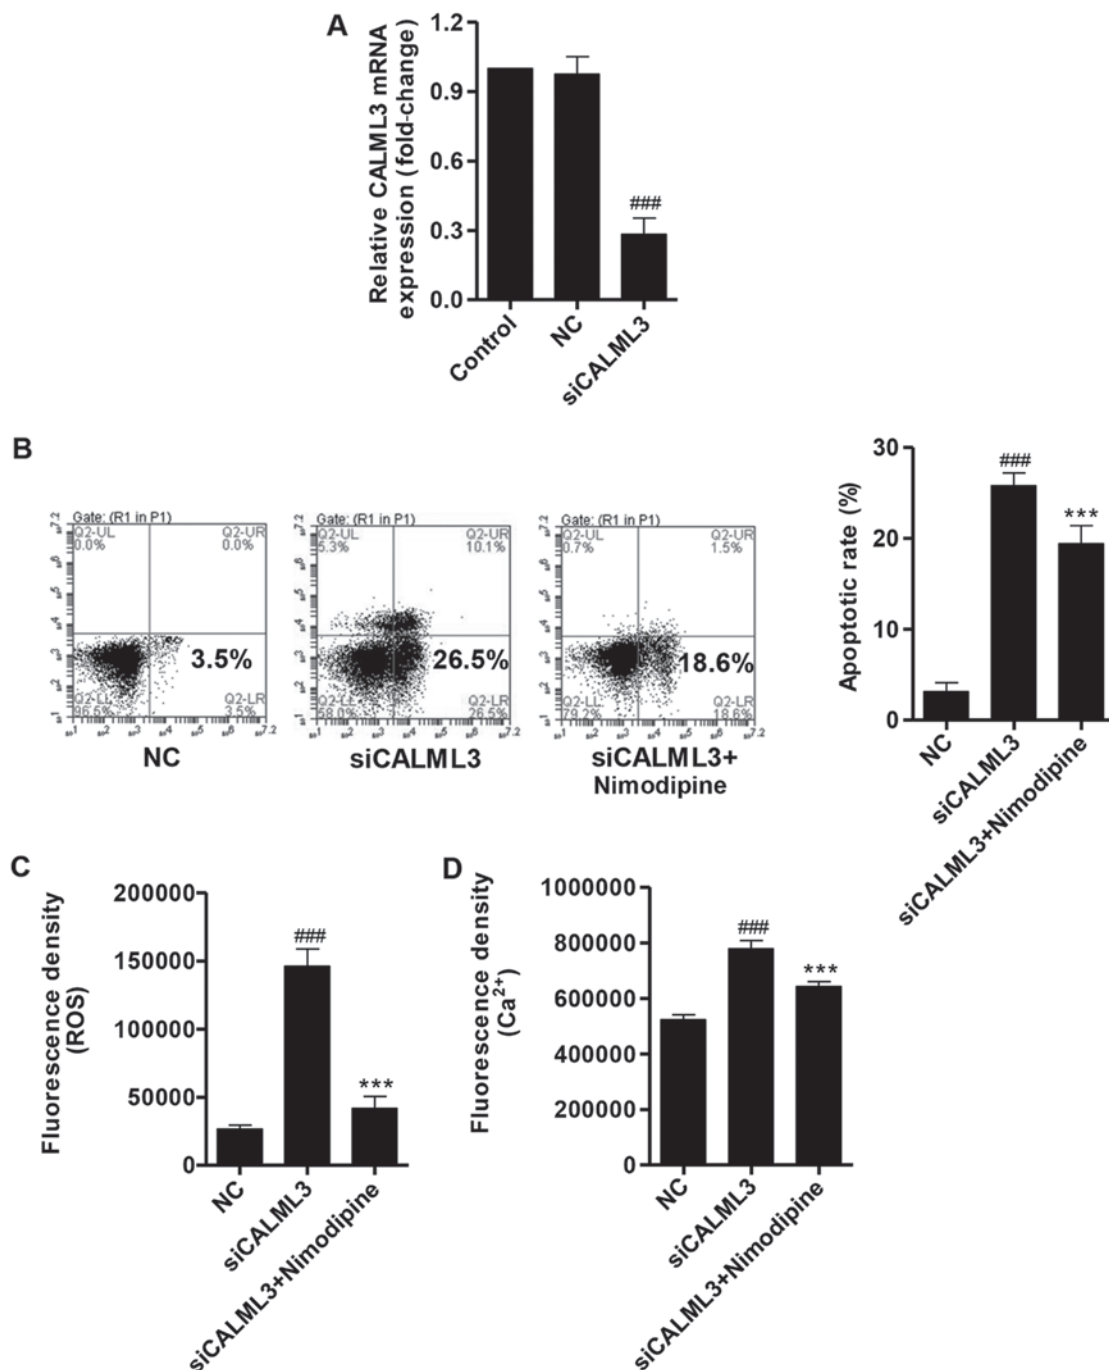 A
Relative CALML3 mRNA
expression (fold-change)
1.2
0.9
0.6
0.3
0.0
###
Control
NC
siCALML3
B
Gate: (R1 in P1)
Q2-UL
0.0%
Q2-UR
0.0%
3.5%
Q2-LL
96.5%
Q2-LR
3.5%
NC
Gate: (R1 in P1)
Q2-UL
5.3%
Q2-UR
10.1%
26.5%
Q2-LL
58.0%
Q2-LR
26.5%
siCALML3
Gate: (R1 in P1)
Q2-UL
0.7%
Q2-UR
1.5%
18.6%
Q2-LL
79.2%
Q2-LR
18.6%
siCALML3+
Nimodipine
Apoptotic rate (%)
30
20
10
0
###
***
NC
siCALML3
siCALML3+Nimodipine
C
Fluorescence density
(ROS)
200000
150000
100000
50000
0
###
***
NC
siCALML3
siCALML3+Nimodipine
D
Fluorescence density
(Ca²⁺)
1000000
800000
600000
400000
200000
0
###
***
NC
siCALML3
siCALML3+Nimodipine